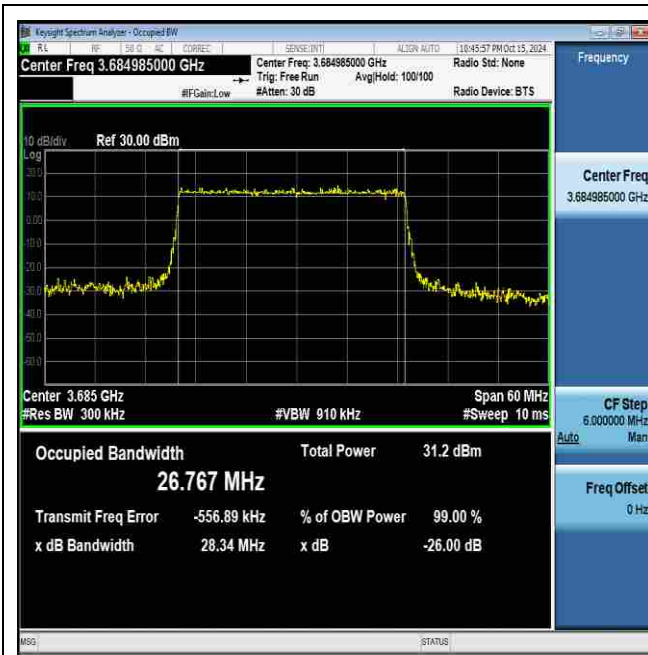 Keysight Spectrum Analyzer - Occupied BW
RL RF 50 Ω AC CORREC SENSE:INT ALIGN AUTO 10:45:57 PM Oct 15, 2024
Center Freq 3.684985000 GHz
Center Freq: 3.684985000 GHz
Radio Std: None
Trig: Free Run Avg|Hold: 100/100
#IFGain:Low
#Atten: 30 dB
Radio Device: BTS
10 dB/div Ref 30.00 dBm
Log
20.0
10.0
0.00
-10.0
-20.0
-30.0
-40.0
-50.0
-60.0
Center 3.685 GHz
Span 60 MHz
#Res BW 300 kHz
#VBW 910 kHz
#Sweep 10 ms
Occupied Bandwidth
26.767 MHz
Total Power 31.2 dBm
Transmit Freq Error -556.89 kHz
% of OBW Power 99.00 %
x dB Bandwidth 28.34 MHz
x dB -26.00 dB
MSG
STATUS
Frequency
Center Freq
3.684985000 GHz
CF Step
6.000000 MHz
Auto Man
Freq Offset
0 Hz